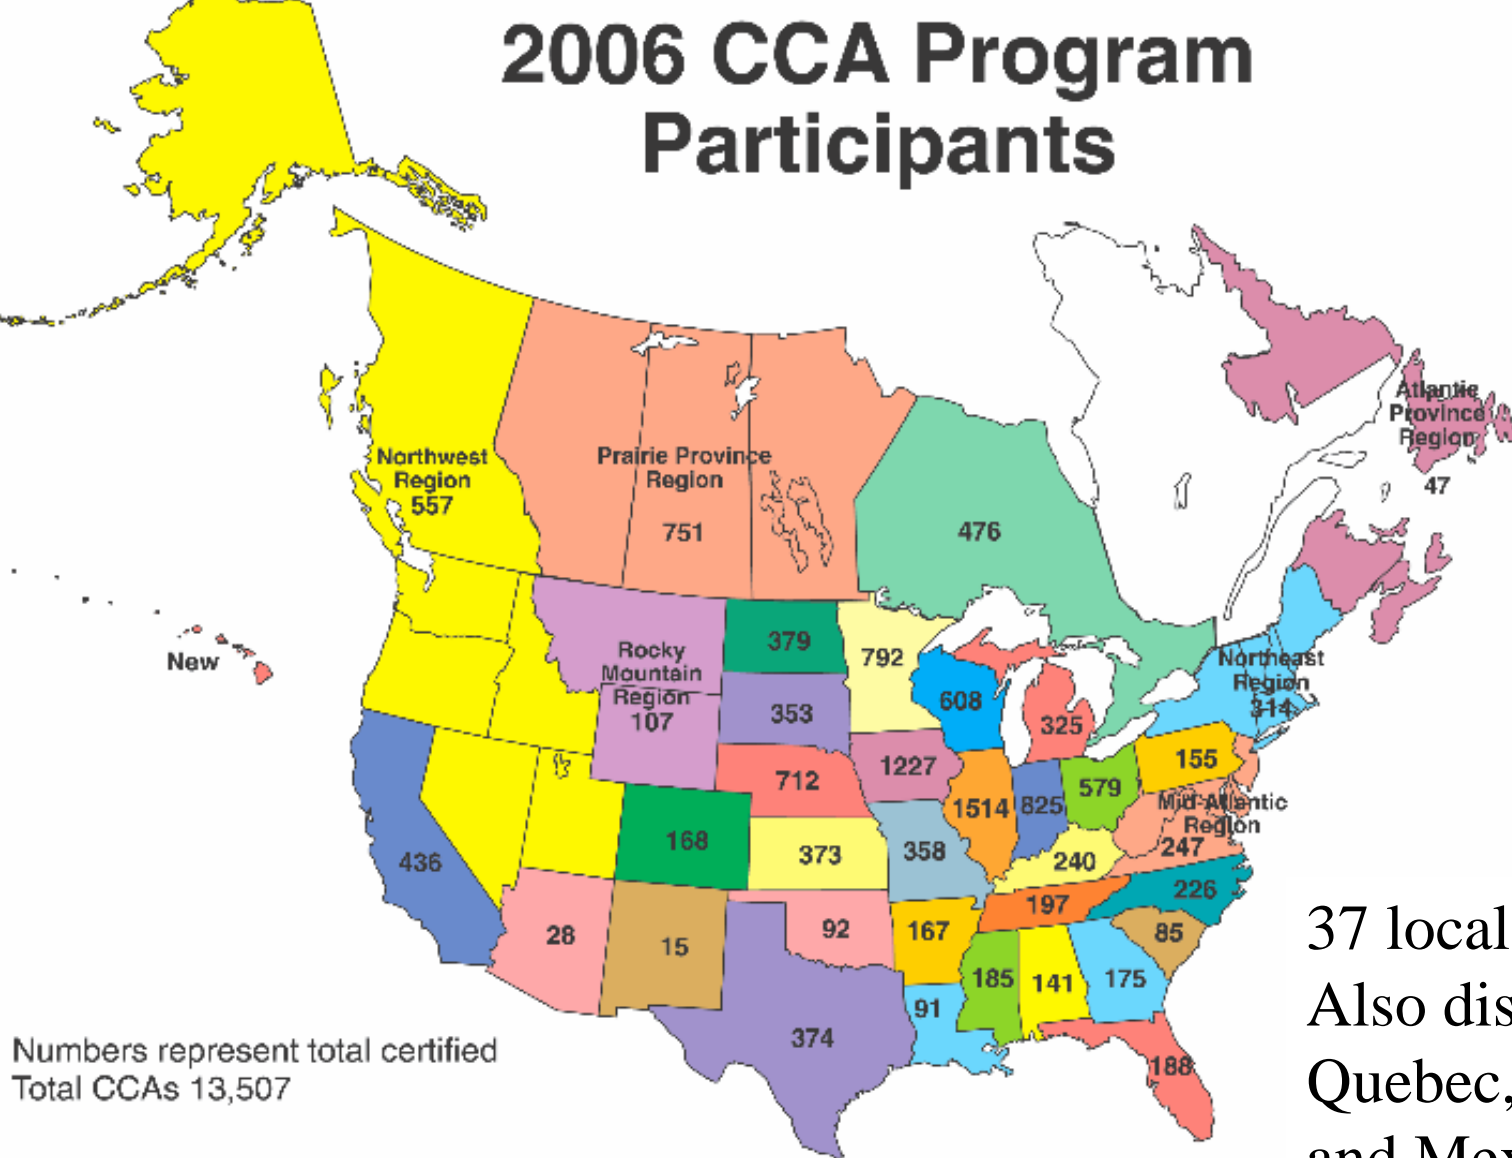 2006 CCA Program
Participants
Northwest
Region
557
Prairie Province
Region
751
476
Atlantic
Province
Region
47
New
Rocky
Mountain
Region
107
379
792
353
608
325
Northeast
Region
314
712
1227
1514
825
579
155
Mid-Atlantic
Region
247
436
168
373
358
240
226
197
28
15
92
167
85
185
141
175
91
374
188
Numbers represent total certified
Total CCAs 13,507
37 local
Also dis
Quebec,